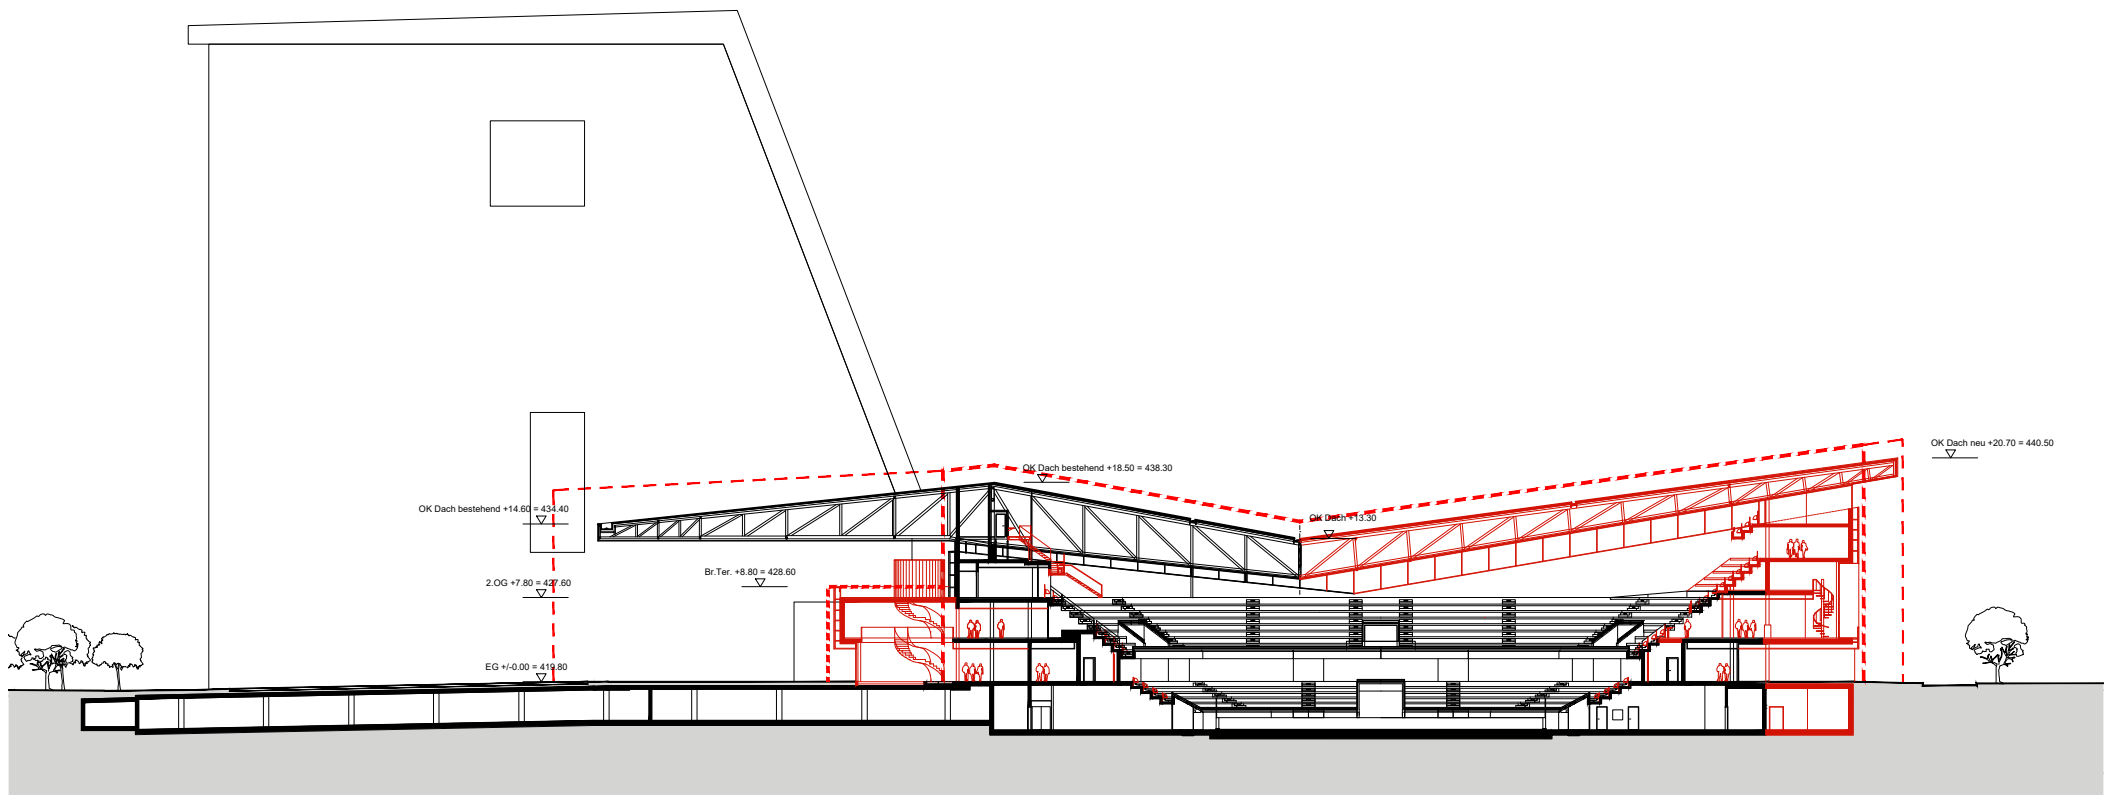 OK Dach neu +20.70 = 440.50
OK Dach bestehend +18.50 = 438.30
OK Dach bestehend +14.60 = 434.40
OK Dach +13.30
Br.Ter. +8.80 = 428.60
2.OG +7.80 = 427.60
EG +/-0.00 = 419.80